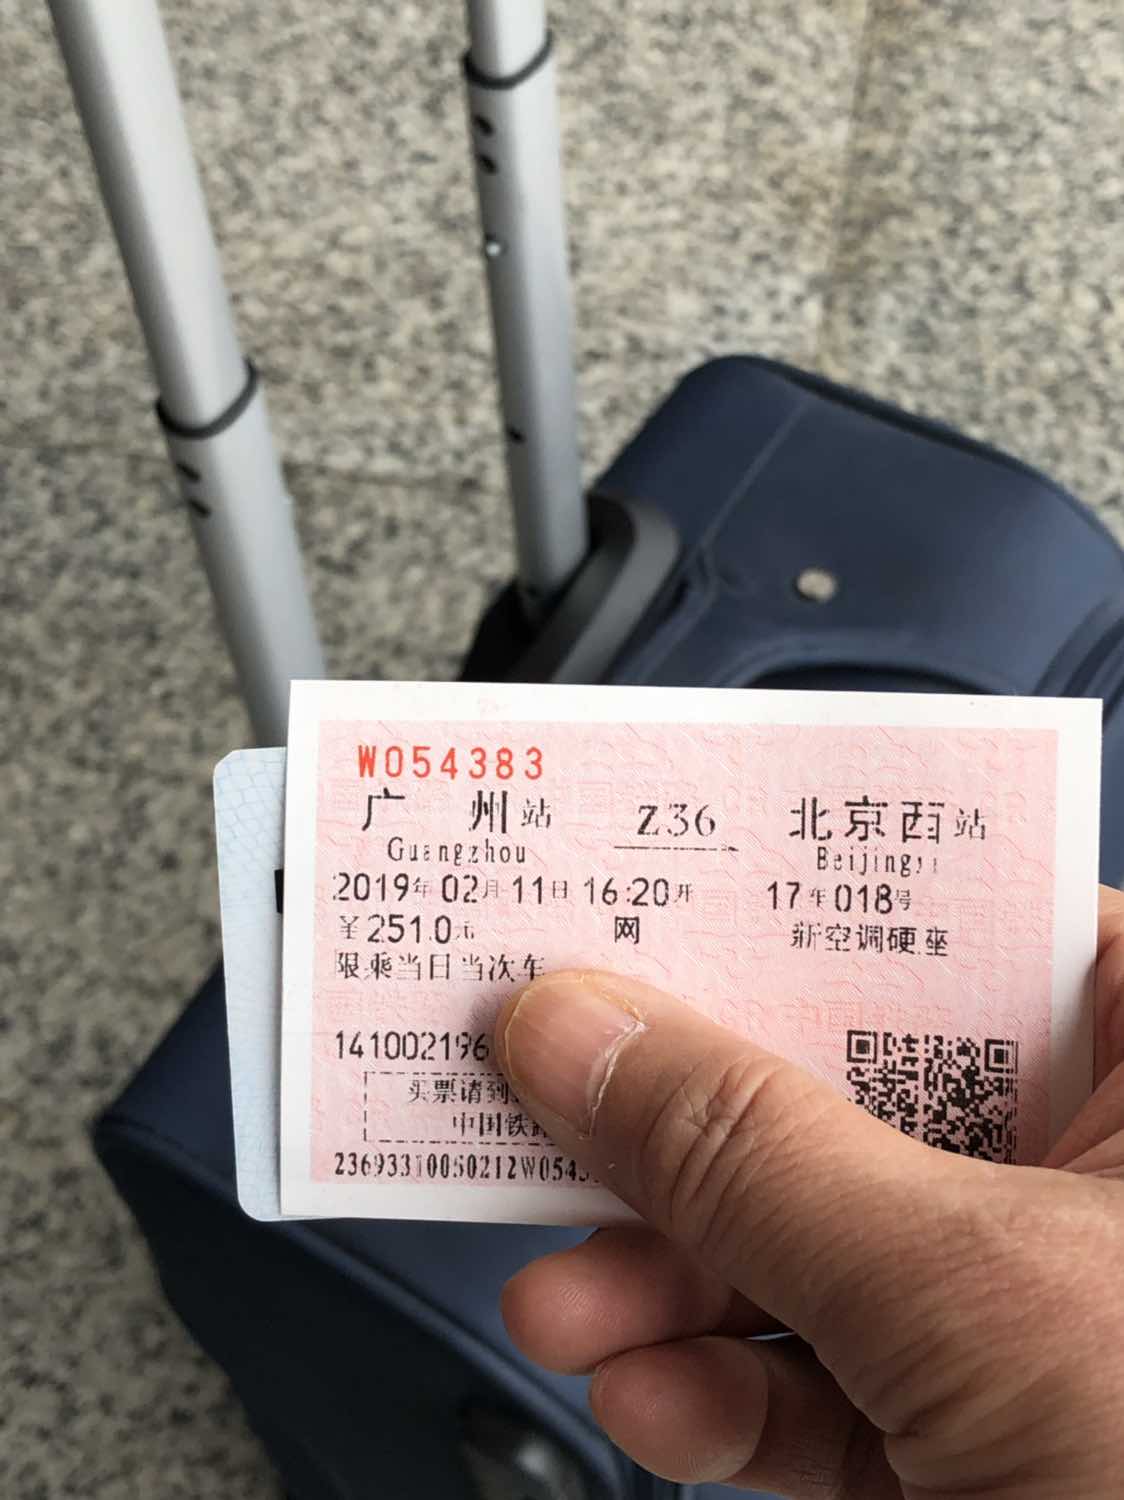 W054383
广 州 站 Z36 北京西 站
Guangzhou Beijingxi
2019年02月11日16:20开 17车018号
￥251.0元 网 新空调硬座
限乘当日当次车
141002196
买票请到
中国铁路
23693310050212W0543